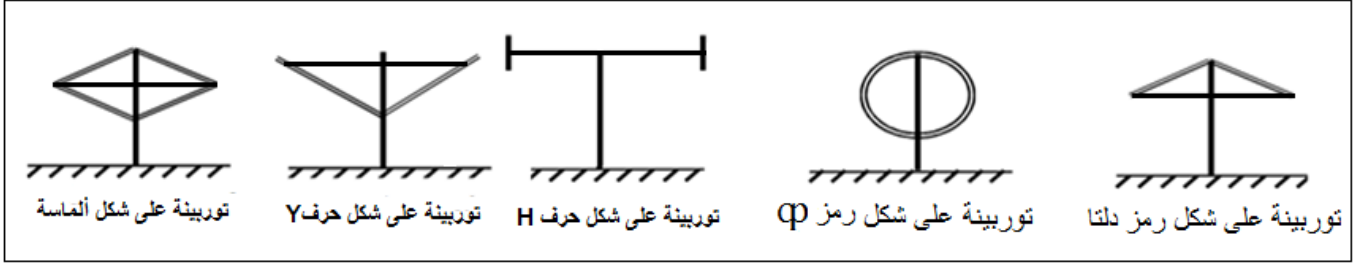 توربينة على شكل رمز دلتا
توربينة على شكل رمز φ
توربينة على شكل حرف H
توربينة على شكل حرفY
توربينة على شكل ألماسة